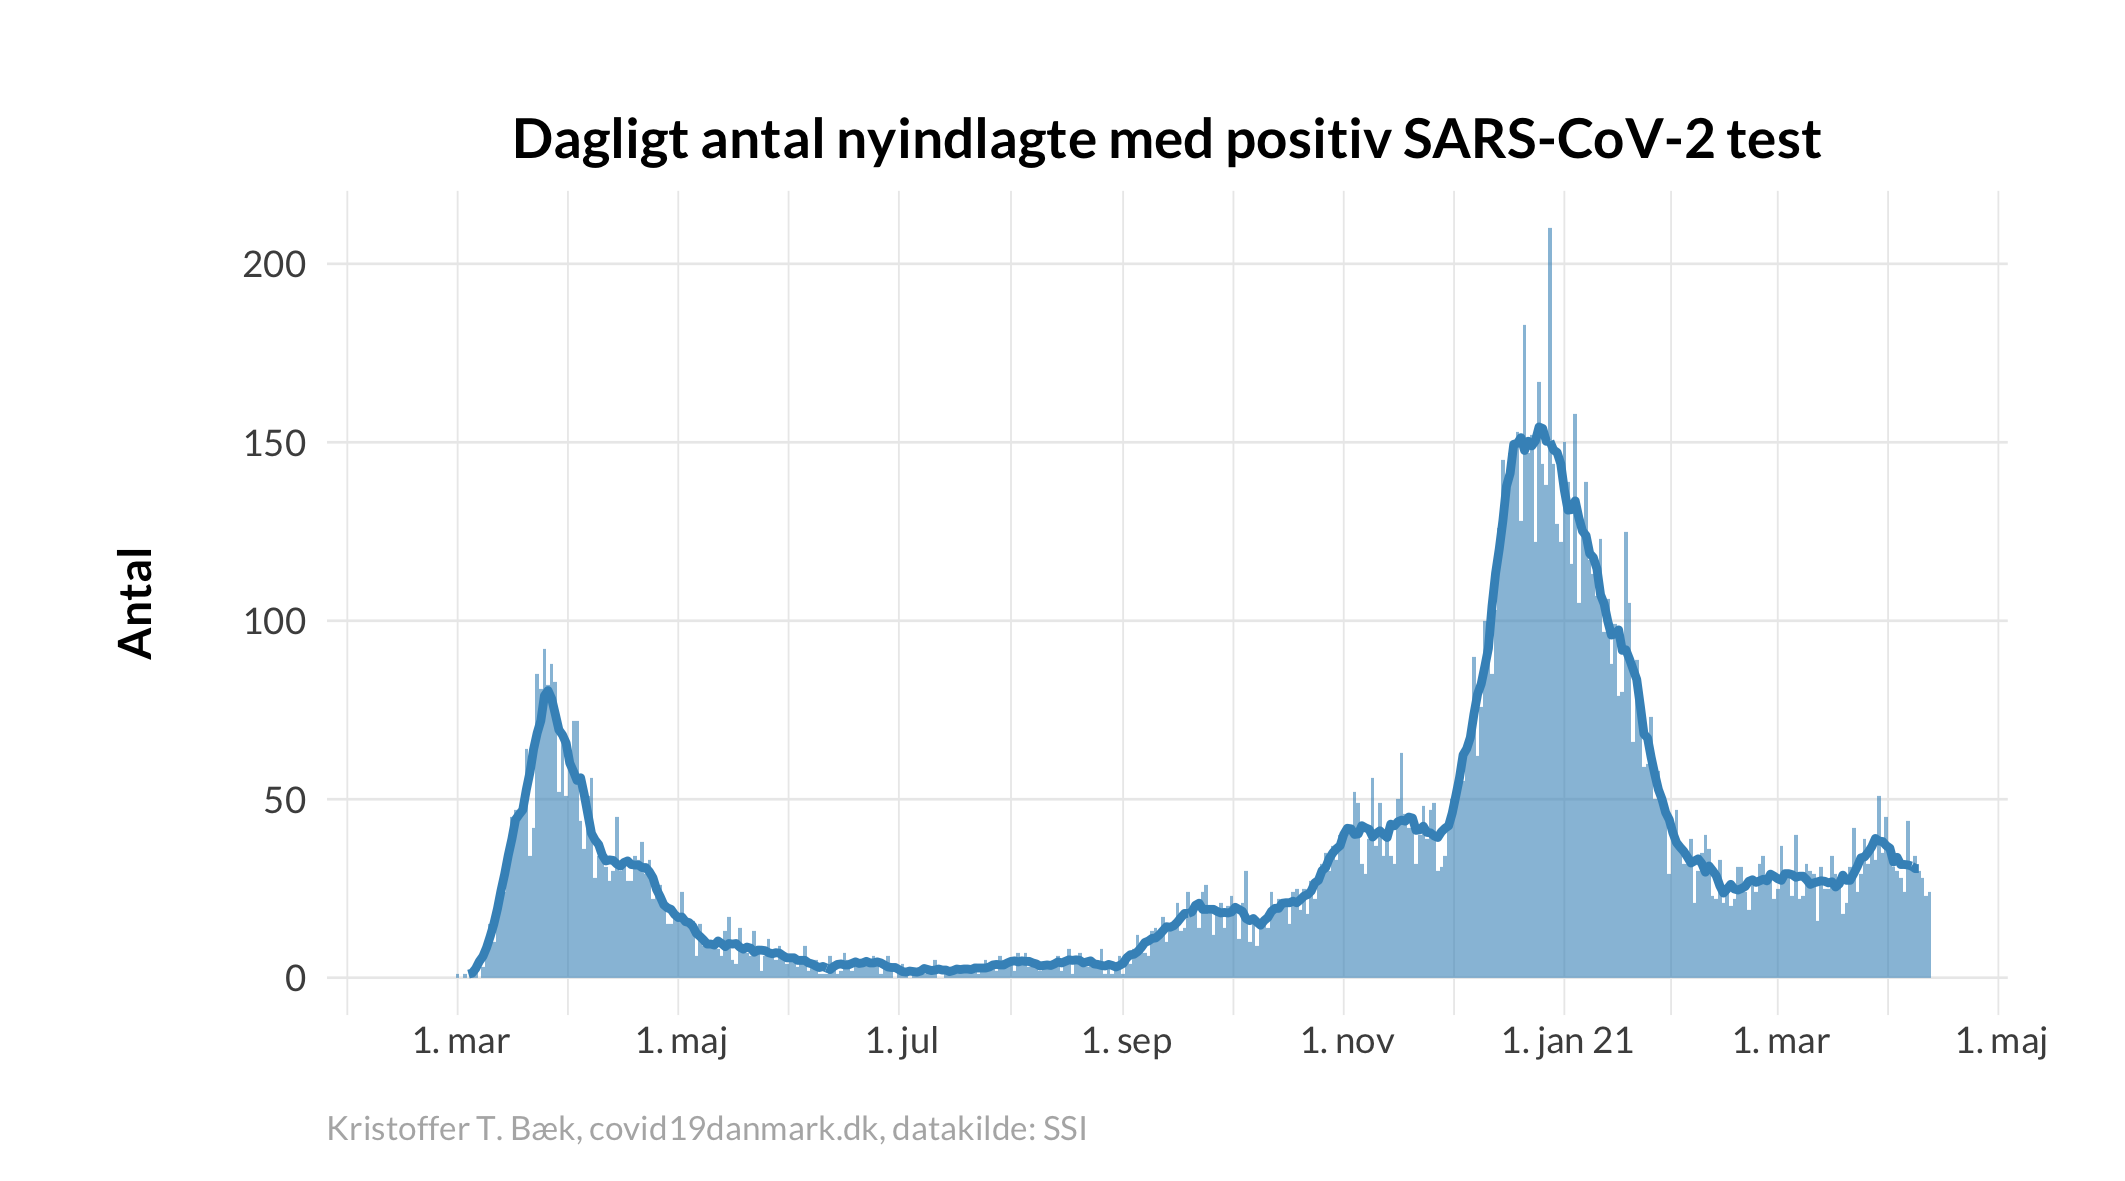 Dagligt antal nyindlagte med positiv SARS-CoV-2 test
Antal
200
150
100
50
0
1. mar 1. maj 1. jul 1. sep 1. nov 1. jan 21 1. mar 1. maj
Kristoffer T. Bæk, covid19danmark.dk, datakilde: SSI